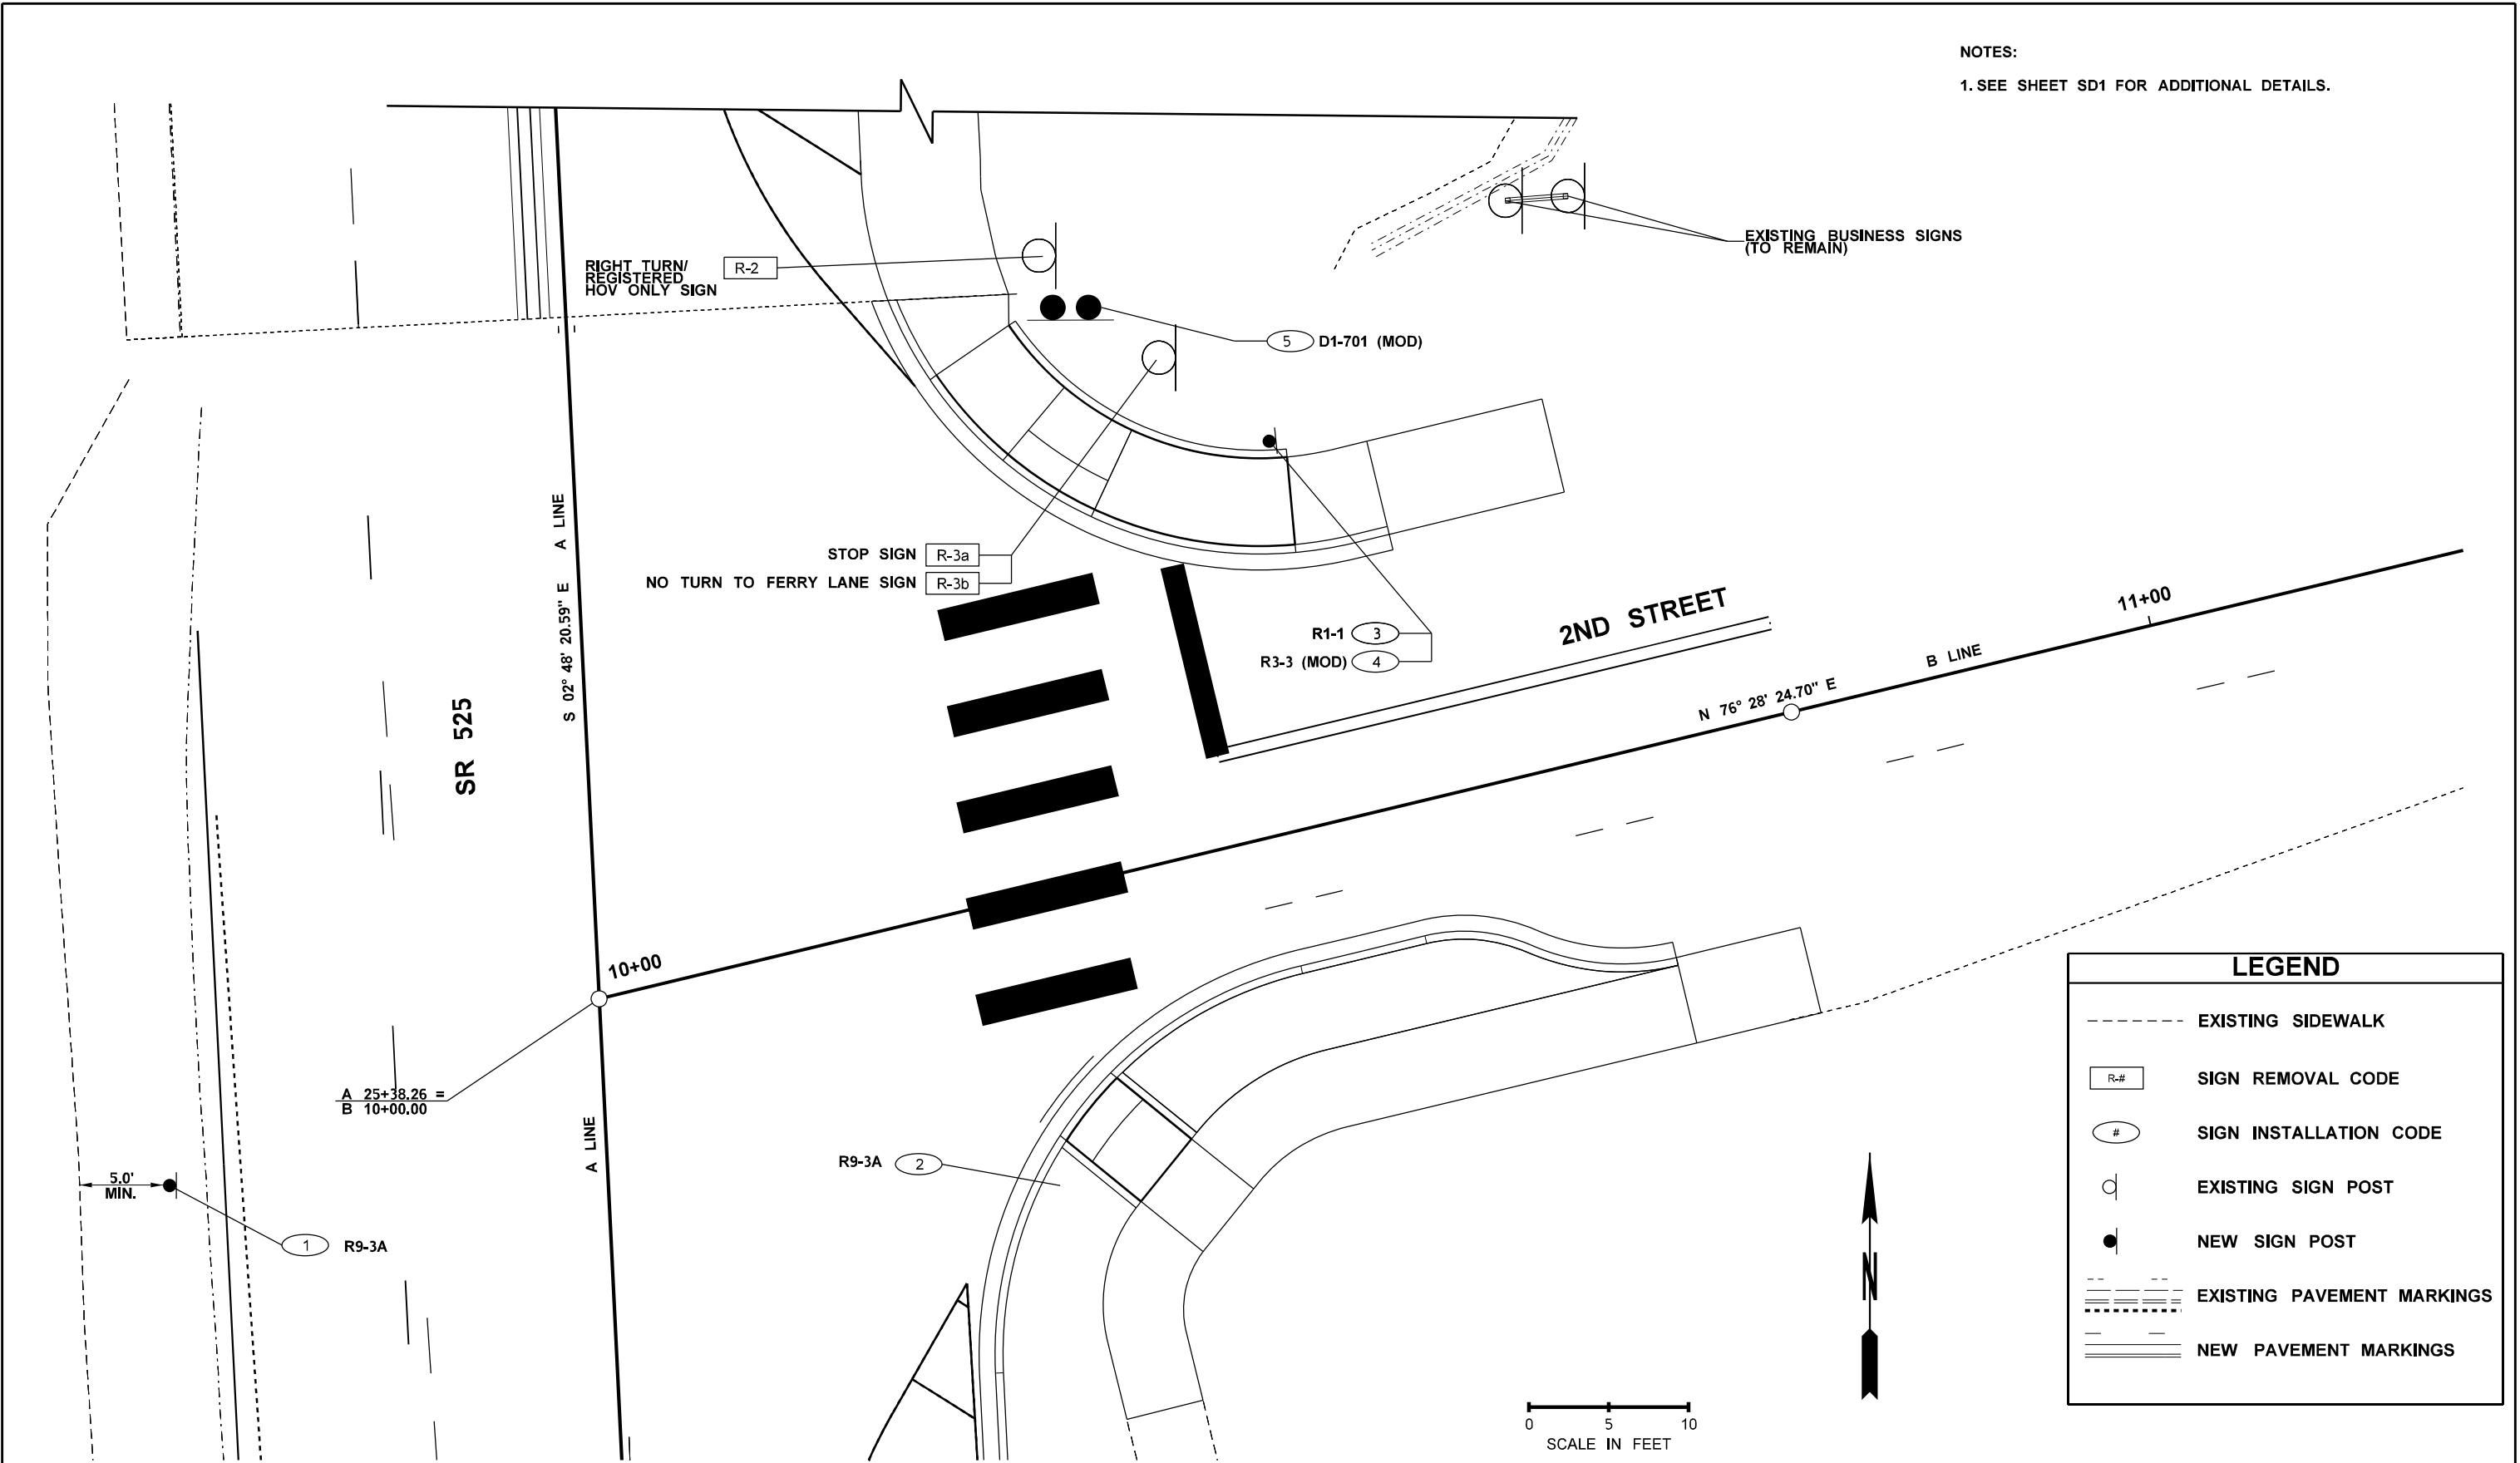 NOTES:
1. SEE SHEET SD1 FOR ADDITIONAL DETAILS.
EXISTING BUSINESS SIGNS
(TO REMAIN)
RIGHT TURN/
REGISTERED
HOV ONLY SIGN
R-2
5 D1-701 (MOD)
A LINE
S 02° 48' 20.59" E
STOP SIGN R-3a
NO TURN TO FERRY LANE SIGN R-3b
R1-1 3
R3-3 (MOD) 4
2ND STREET
11+00
B LINE
N 76° 28' 24.70" E
SR 525
10+00
A 25+38.26 =
B 10+00.00
A LINE
5.0'
MIN.
1 R9-3A
R9-3A 2
N
0 5 10
SCALE IN FEET
LEGEND
EXISTING SIDEWALK
R-# SIGN REMOVAL CODE
# SIGN INSTALLATION CODE
EXISTING SIGN POST
NEW SIGN POST
EXISTING PAVEMENT MARKINGS
NEW PAVEMENT MARKINGS